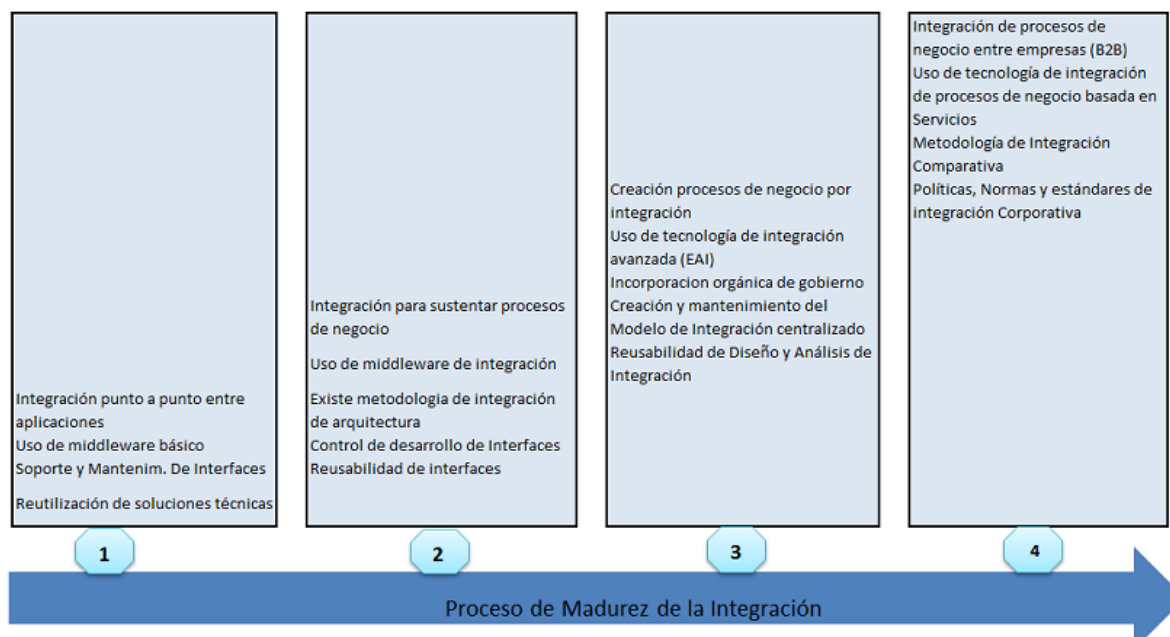 Integración punto a punto entre
aplicaciones
Uso de middleware básico
Soporte y Mantenim. De Interfaces
Reutilización de soluciones técnicas
Integración para sustentar procesos
de negocio
Uso de middleware de integración
Existe metodologia de integración
de arquitectura
Control de desarrollo de Interfaces
Reusabilidad de interfaces
Creación procesos de negocio por
integración
Uso de tecnología de integración
avanzada (EAI)
Incorporacion orgánica de gobierno
Creación y mantenimiento del
Modelo de Integración centralizado
Reusabilidad de Diseño y Análisis de
Integración
Integración de procesos de
negocio entre empresas (B2B)
Uso de tecnología de integración
de procesos de negocio basada en
Servicios
Metodología de Integración
Comparativa
Políticas, Normas y estándares de
integración Corporativa
1
2
3
4
Proceso de Madurez de la Integración